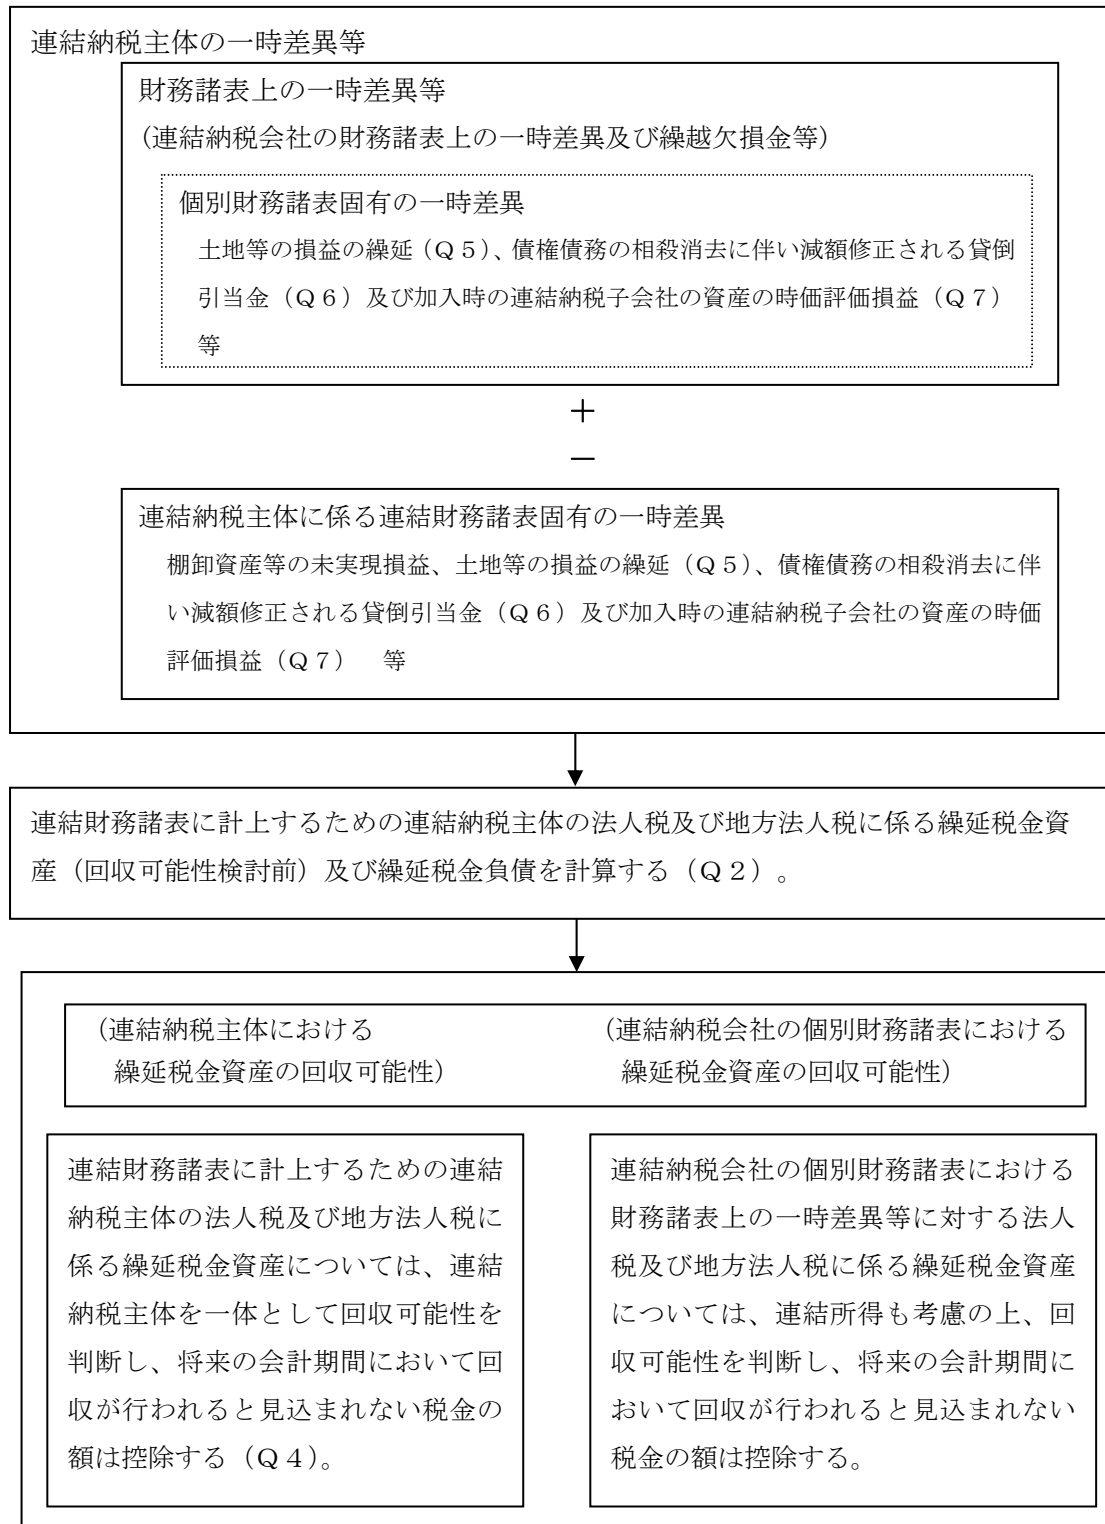 連結納税主体の一時差異等
財務諸表上の一時差異等
(連結納税会社の財務諸表上の一時差異及び繰越欠損金等)
個別財務諸表固有の一時差異
土地等の損益の繰延（Ｑ５）、債権債務の相殺消去に伴い減額修正される貸倒
引当金（Ｑ６）及び加入時の連結納税子会社の資産の時価評価損益（Ｑ７）
等
＋
－
連結納税主体に係る連結財務諸表固有の一時差異
棚卸資産等の未実現損益、土地等の損益の繰延（Ｑ５）、債権債務の相殺消去に伴
い減額修正される貸倒引当金（Ｑ６）及び加入時の連結納税子会社の資産の時価
評価損益（Ｑ７）　等
連結財務諸表に計上するための連結納税主体の法人税及び地方法人税に係る繰延税金資
産（回収可能性検討前）及び繰延税金負債を計算する（Ｑ２）。
(連結納税主体における
繰延税金資産の回収可能性)
(連結納税会社の個別財務諸表における
繰延税金資産の回収可能性)
連結財務諸表に計上するための連結
納税主体の法人税及び地方法人税に
係る繰延税金資産については、連結
納税主体を一体として回収可能性を
判断し、将来の会計期間において回
収が行われると見込まれない税金の
額は控除する（Ｑ４）。
連結納税会社の個別財務諸表における
財務諸表上の一時差異等に対する法人
税及び地方法人税に係る繰延税金資産
については、連結所得も考慮の上、回
収可能性を判断し、将来の会計期間に
おいて回収が行われると見込まれない
税金の額は控除する。